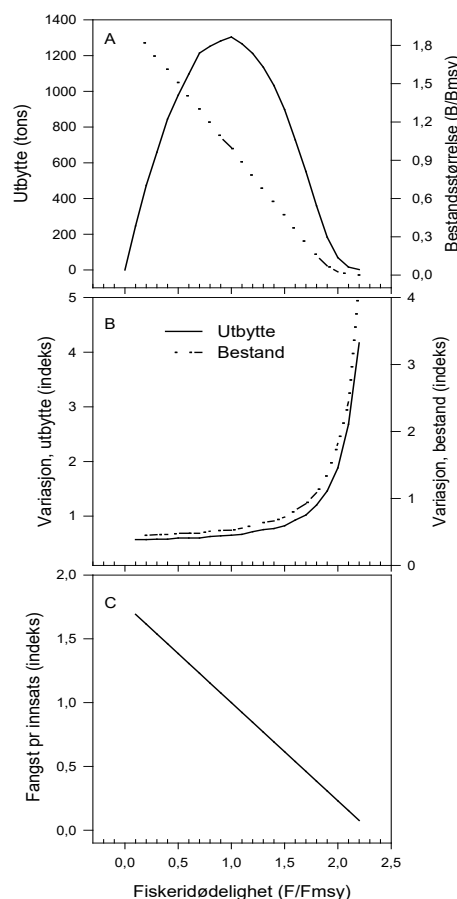 A
1400
1200
1000
800
600
400
200
0
Utbytte (tons)
1,8
1,5
1,2
0,9
0,6
0,3
0,0
Bestandsstørrelse (B/Bmsy)
B
Utbytte
Bestand
5
4
3
2
1
Variasjon, utbytte (indeks)
4
3
2
1
0
Variasjon, bestand (indeks)
C
2,0
1,5
1,0
0,5
0,0
Fangst pr innsats (indeks)
0,0 0,5 1,0 1,5 2,0 2,5
Fiskeridødelighet (F/Fmsy)